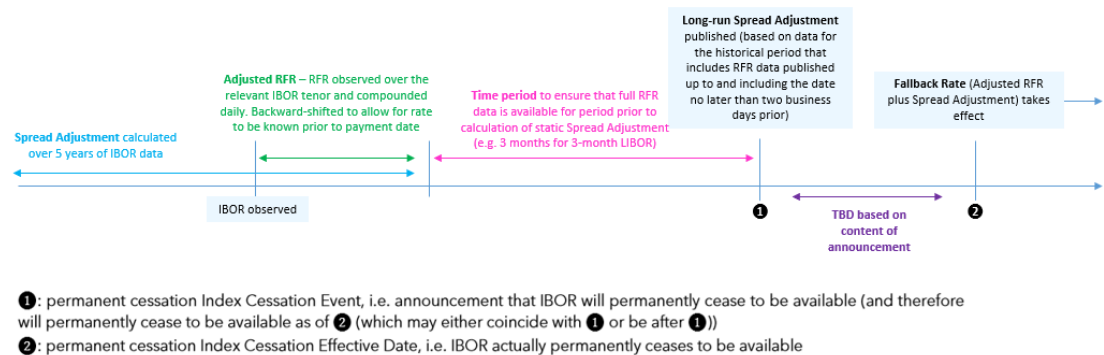 Long-run Spread Adjustment
published (based on data for
the historical period that
includes RFR data published
up to and including the date
no later than two business
days prior)
Adjusted RFR – RFR observed over the
relevant IBOR tenor and compounded
daily. Backward-shifted to allow for rate
to be known prior to payment date
Time period to ensure that full RFR
data is available for period prior to
calculation of static Spread Adjustment
(e.g. 3 months for 3-month LIBOR)
Fallback Rate (Adjusted RFR
plus Spread Adjustment) takes
effect
Spread Adjustment calculated
over 5 years of IBOR data
IBOR observed
❶
❷
TBD based on
content of
announcement
❶: permanent cessation Index Cessation Event, i.e. announcement that IBOR will permanently cease to be available (and therefore
will permanently cease to be available as of ❷ (which may either coincide with ❶ or be after ❶))
❷: permanent cessation Index Cessation Effective Date, i.e. IBOR actually permanently ceases to be available